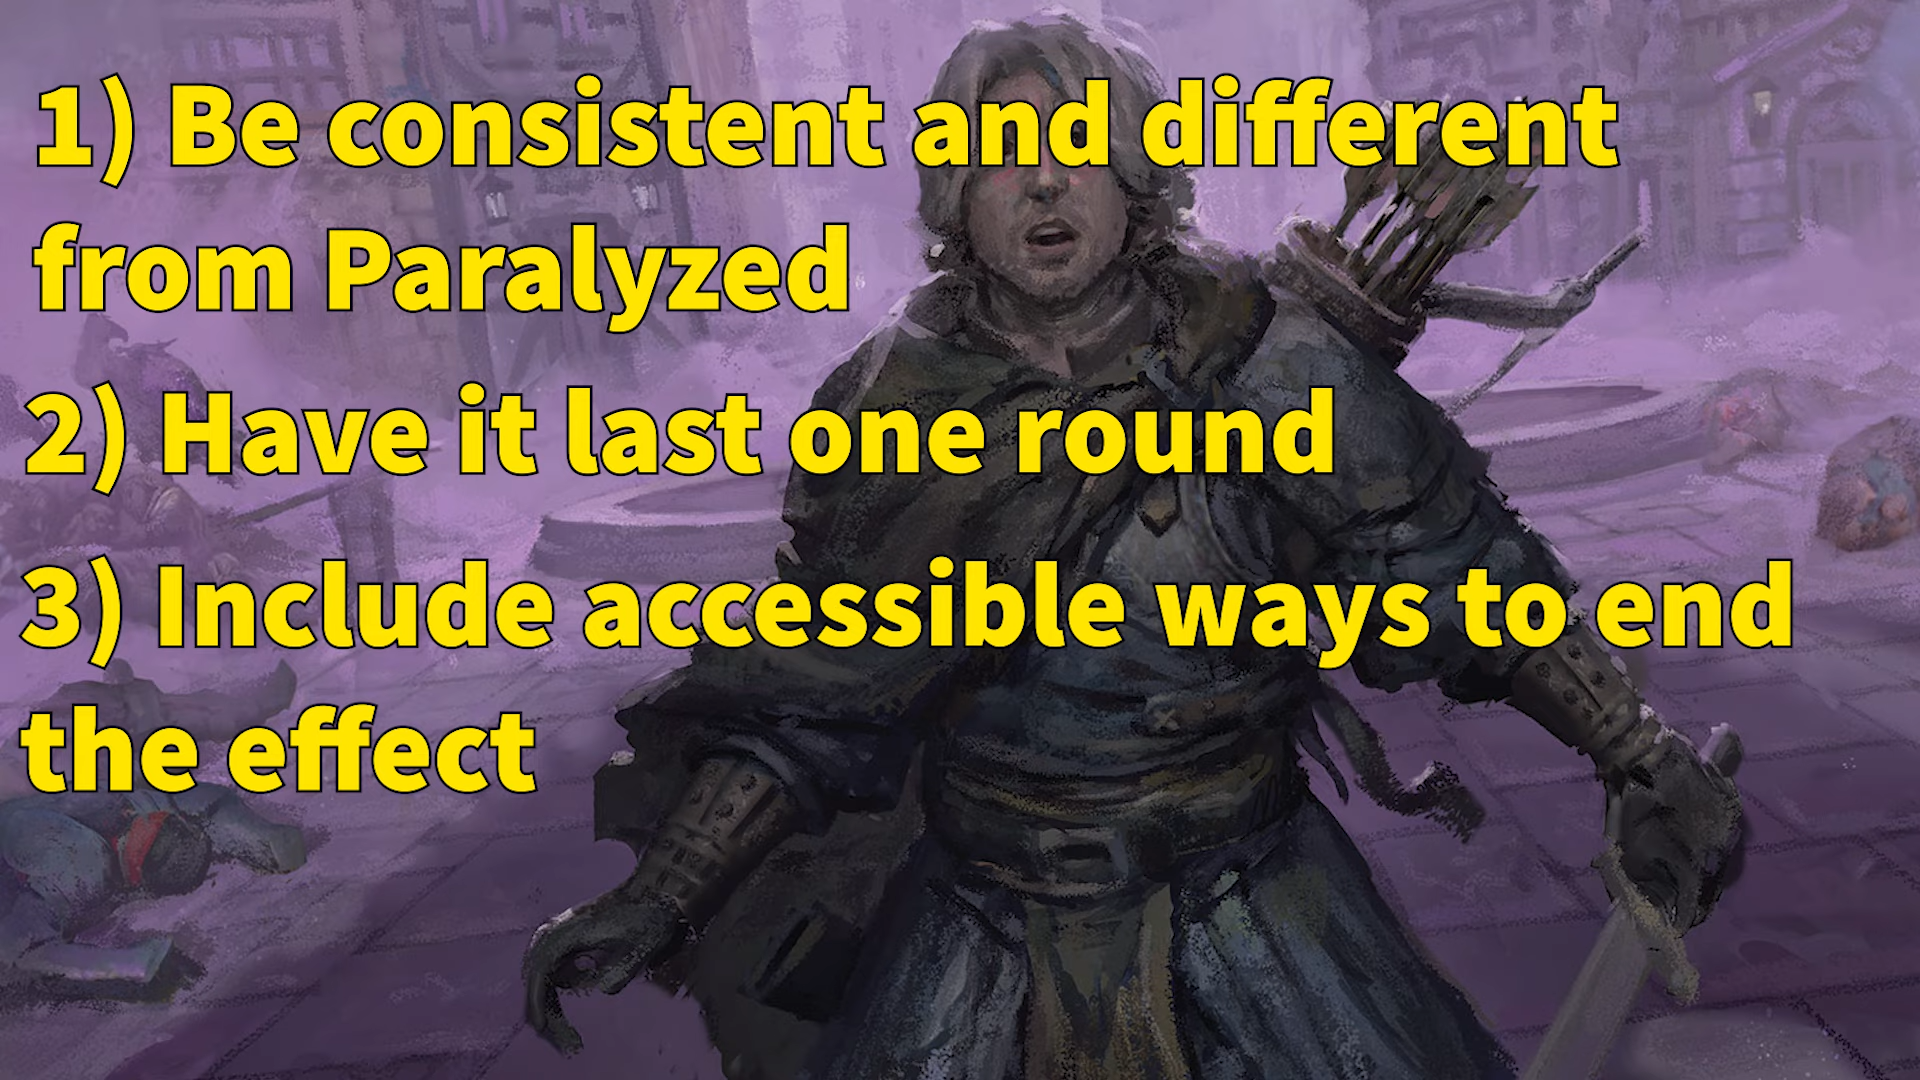 1) Be consistent and different
from Paralyzed
2) Have it last one round
3) Include accessible ways to end
the effect